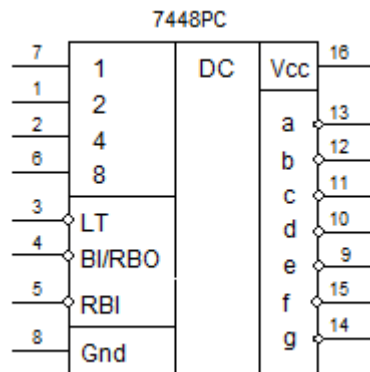 7448PC
7 1 DC Vcc 16
1 2
a 13
2 4
b 12
6 8
c 11
3 LT
d 10
4 BI/RBO
e 9
5 RBI
f 15
g 14
8 Gnd